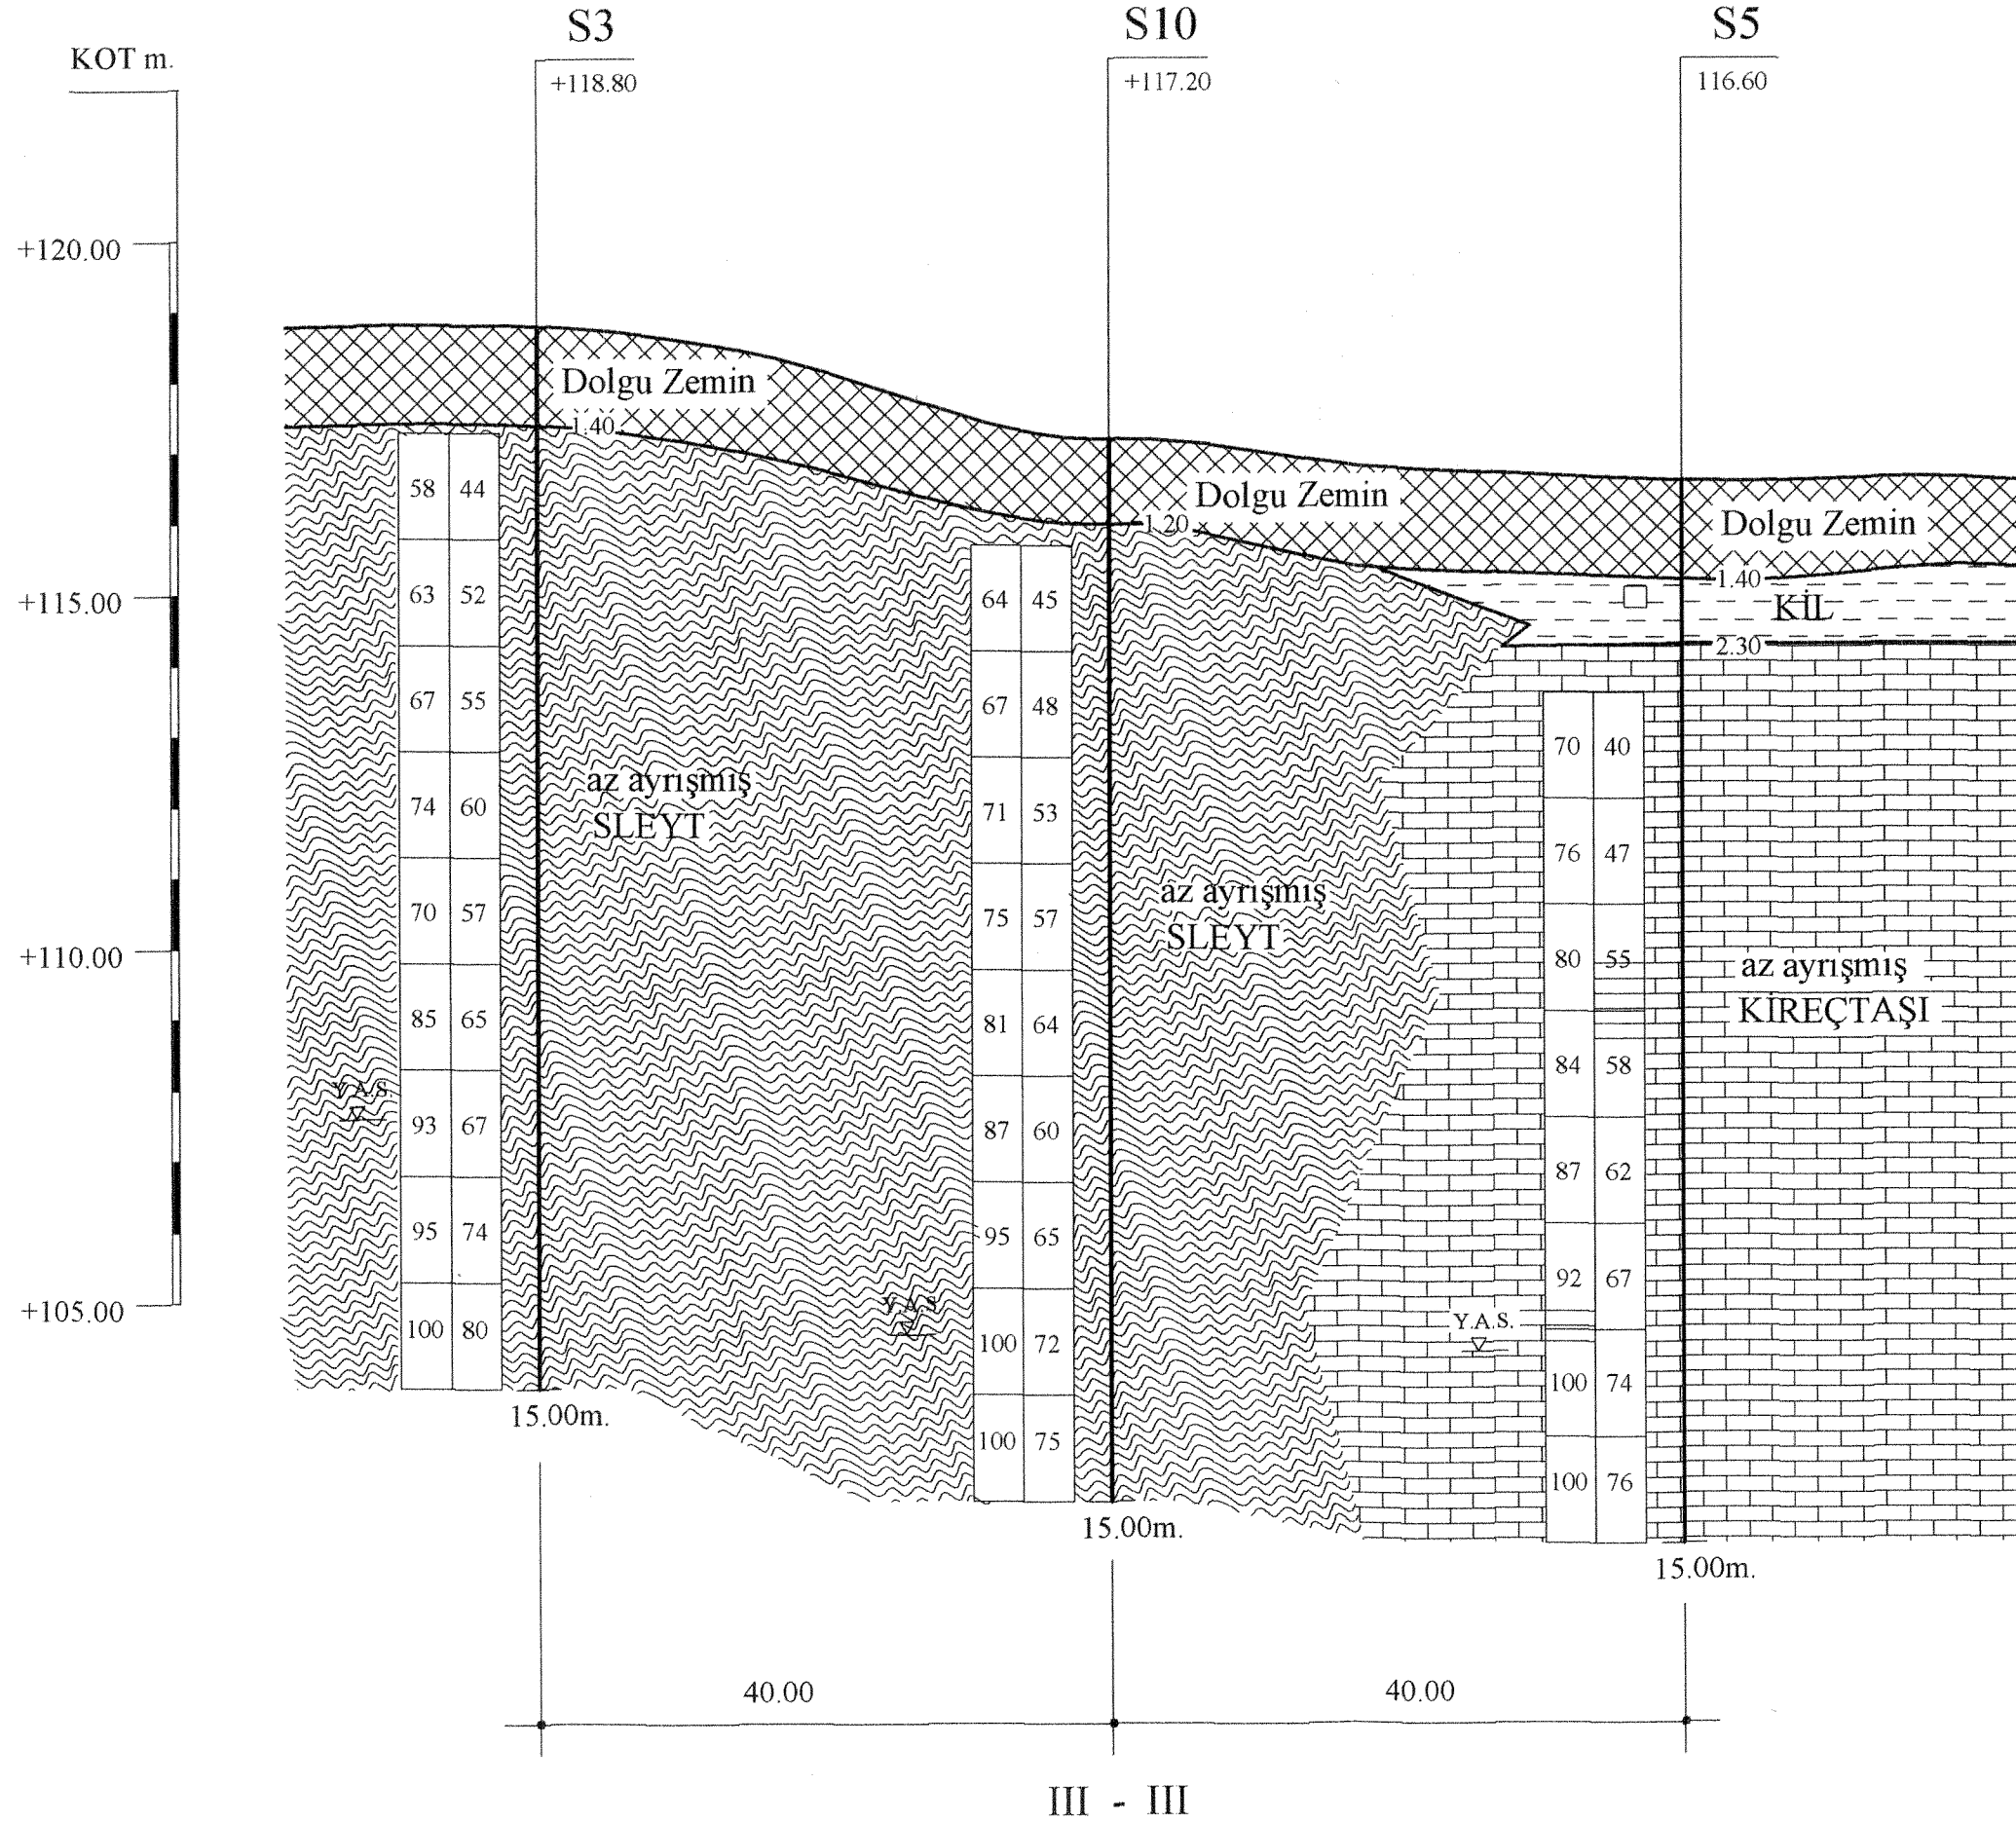 S3
S10
S5
KOT m.
+118.80
+117.20
116.60
+120.00
Dolgu Zemin
1.40
Dolgu Zemin
1.20
Dolgu Zemin
1.40
KİL
2.30
+115.00
+110.00
+105.00
58 44
63 52
67 55
74 60
70 57
85 65
93 67
95 74
100 80
az ayrışmış
SLEYT
Y.A.S.
15.00m.
64 45
67 48
71 53
75 57
81 64
87 60
95 65
100 72
100 75
az ayrışmış
SLEYT
Y.A.S
15.00m.
70 40
76 47
80 55
84 58
87 62
92 67
100 74
100 76
az ayrışmış
KİREÇTAŞI
Y.A.S.
15.00m.
40.00
40.00
III - III